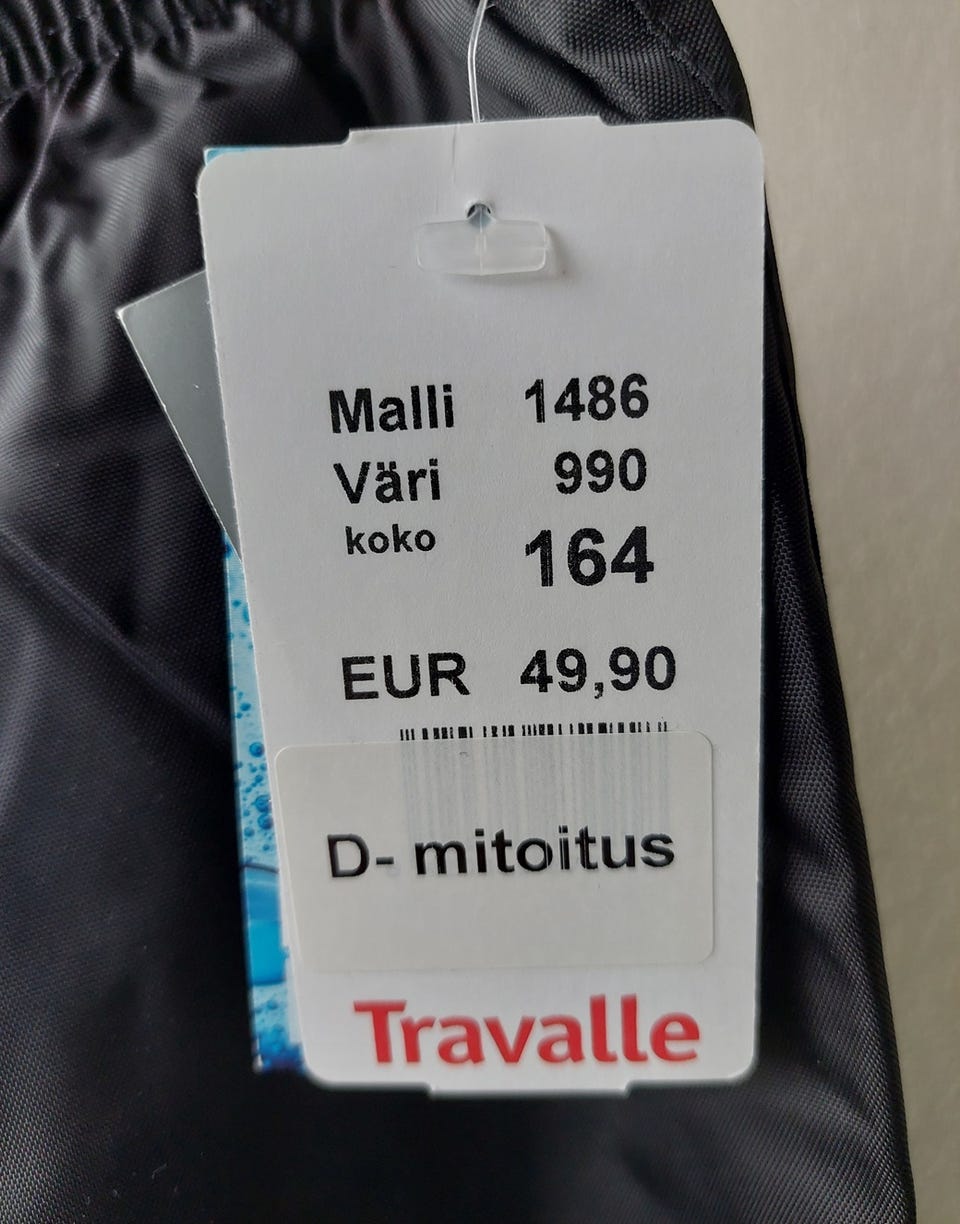 Malli 1486
Väri 990
koko 164
EUR 49,90
D- mitoitus
Travalle